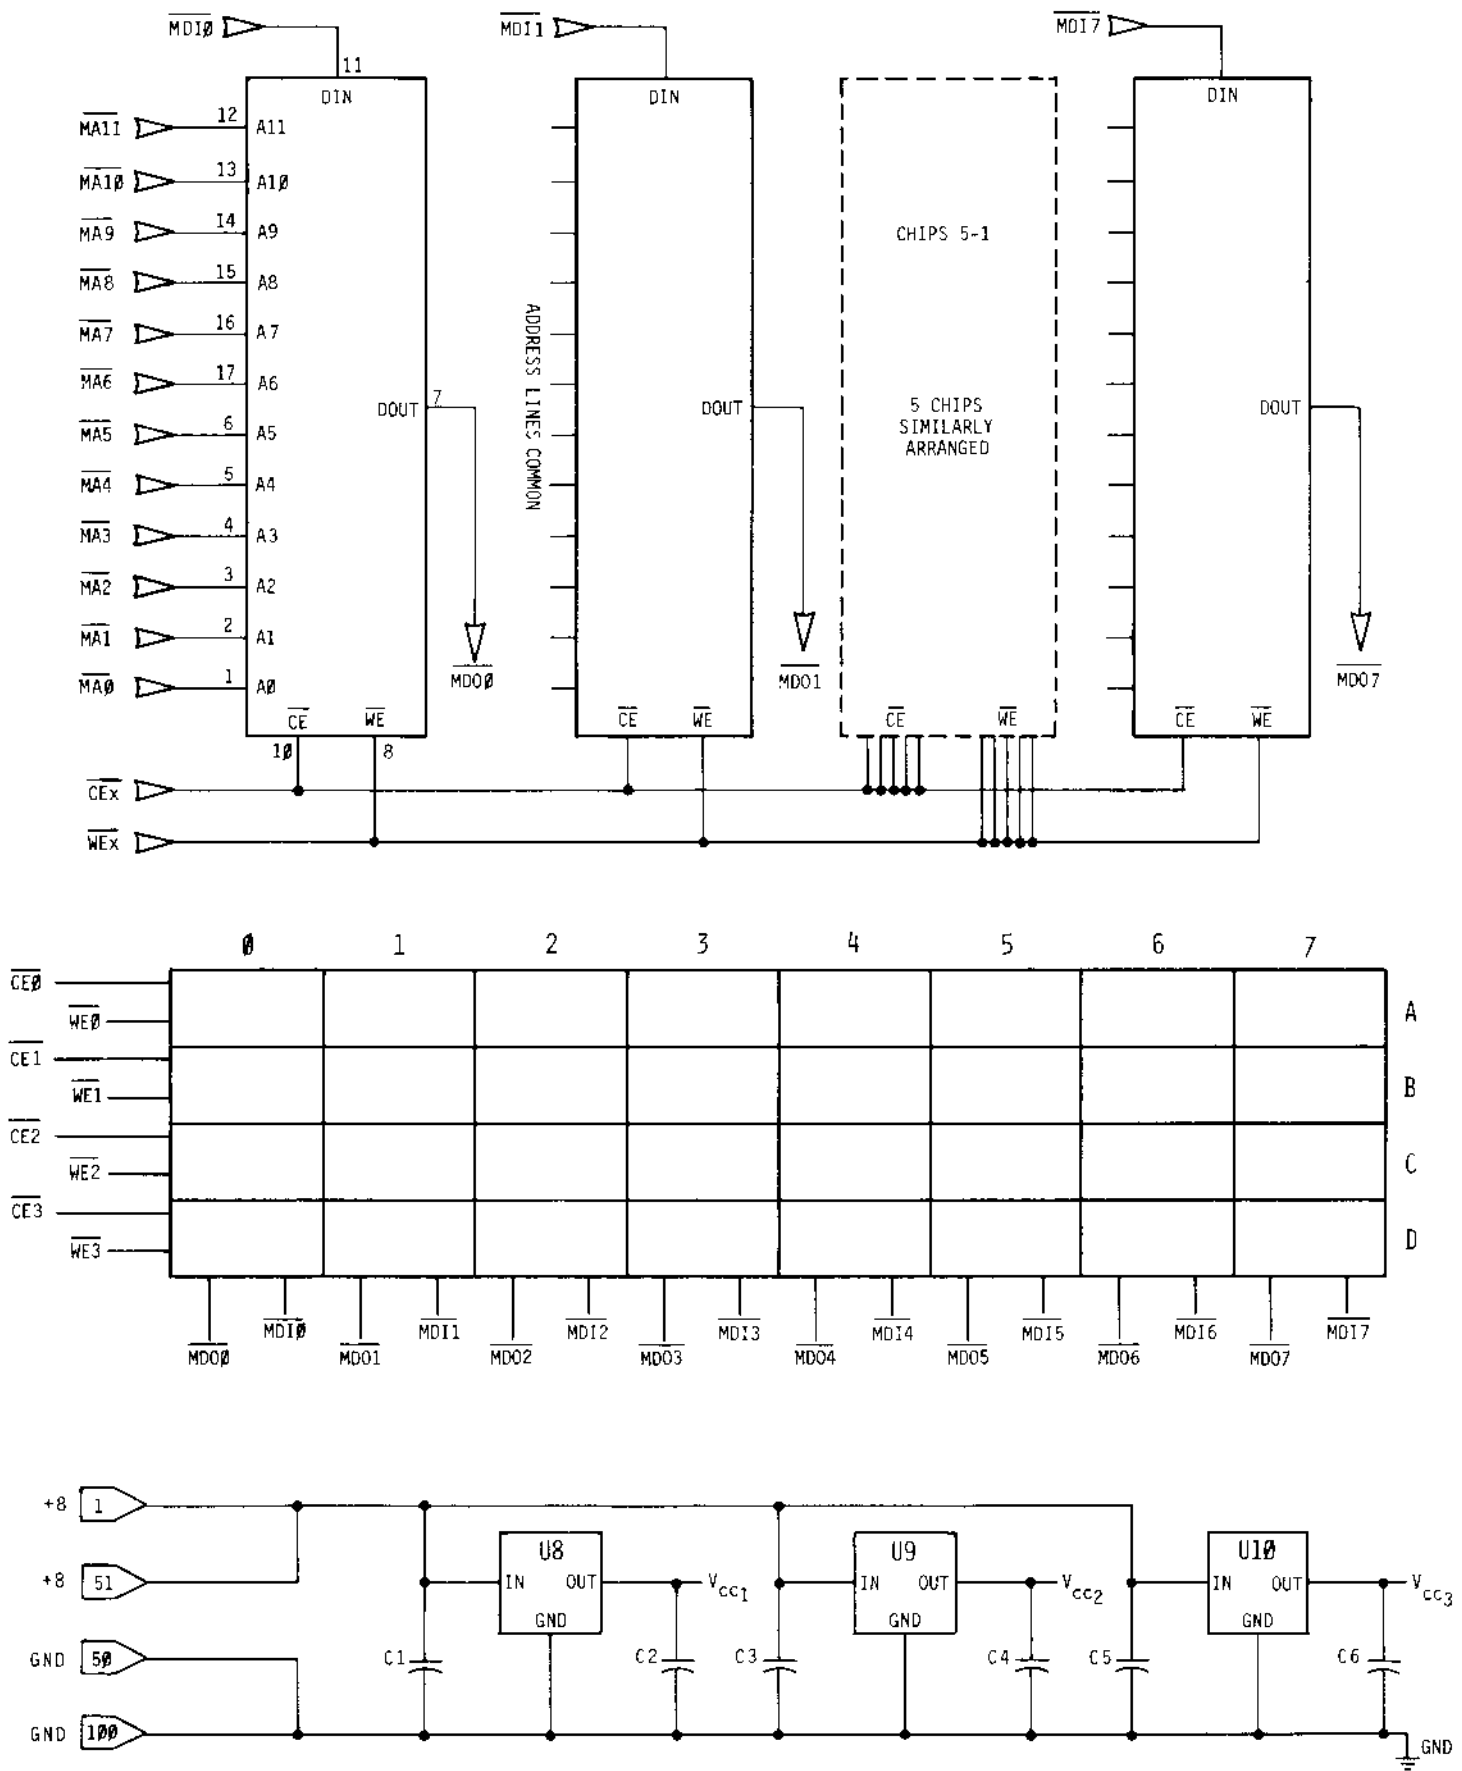 MDIØ MDI1 MDI7
11
DIN DIN DIN
MA11 12 A11
MA1Ø 13 A1Ø
MA9 14 A9 CHIPS 5-1
MA8 15 A8
MA7 16 A7
MA6 17 A6
ADDRESS LINES COMMON
DOUT 7 DOUT DOUT
5 CHIPS
SIMILARLY
ARRANGED
MA5 6 A5
MA4 5 A4
MA3 4 A3
MA2 3 A2
MA1 2 A1
MAØ 1 AØ
MDOØ MDO1 MDO7
CE WE CE WE CE WE CE WE
1Ø 8
CEx
WEx
Ø 1 2 3 4 5 6 7
CEØ
WEØ A
CE1
WE1 B
CE2
WE2 C
CE3
WE3 D
MDIØ MDI1 MDI2 MDI3 MDI4 MDI5 MDI6 MDI7
MDOØ MDO1 MDO2 MDO3 MDO4 MDO5 MDO6 MDO7
+8 1
U8 U9 U1Ø
+8 51 IN OUT Vcc1 IN OUT Vcc2 IN OUT Vcc3
GND GND GND
GND 5Ø C1 C2 C3 C4 C5 C6
GND 1ØØ GND